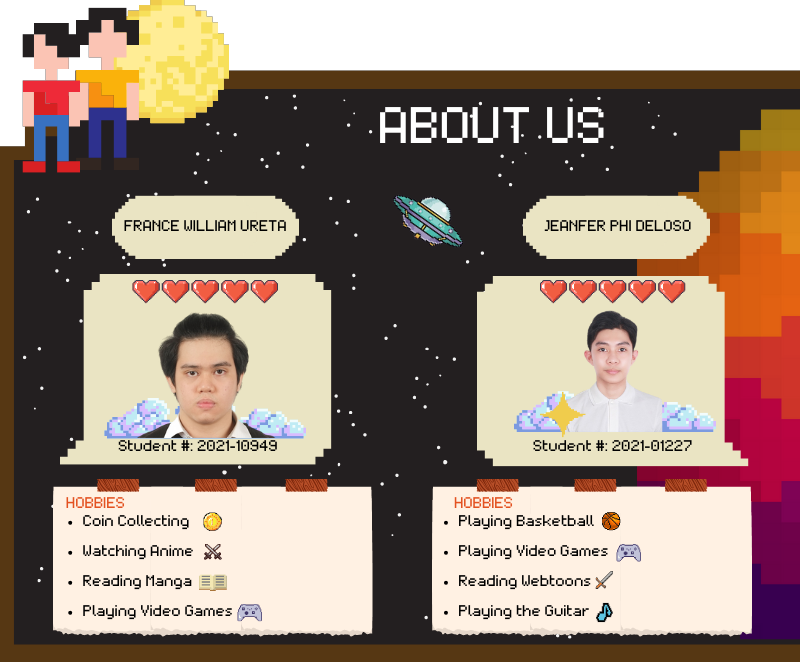 ABOUT US
FRANCE WILLIAM URETA
Student #: 2021-10949
HOBBIES
• Coin Collecting
• Watching Anime
• Reading Manga
• Playing Video Games
JEANFER PHI DELOSO
Student #: 2021-01227
HOBBIES
• Playing Basketball
• Playing Video Games
• Reading Webtoons
• Playing the Guitar